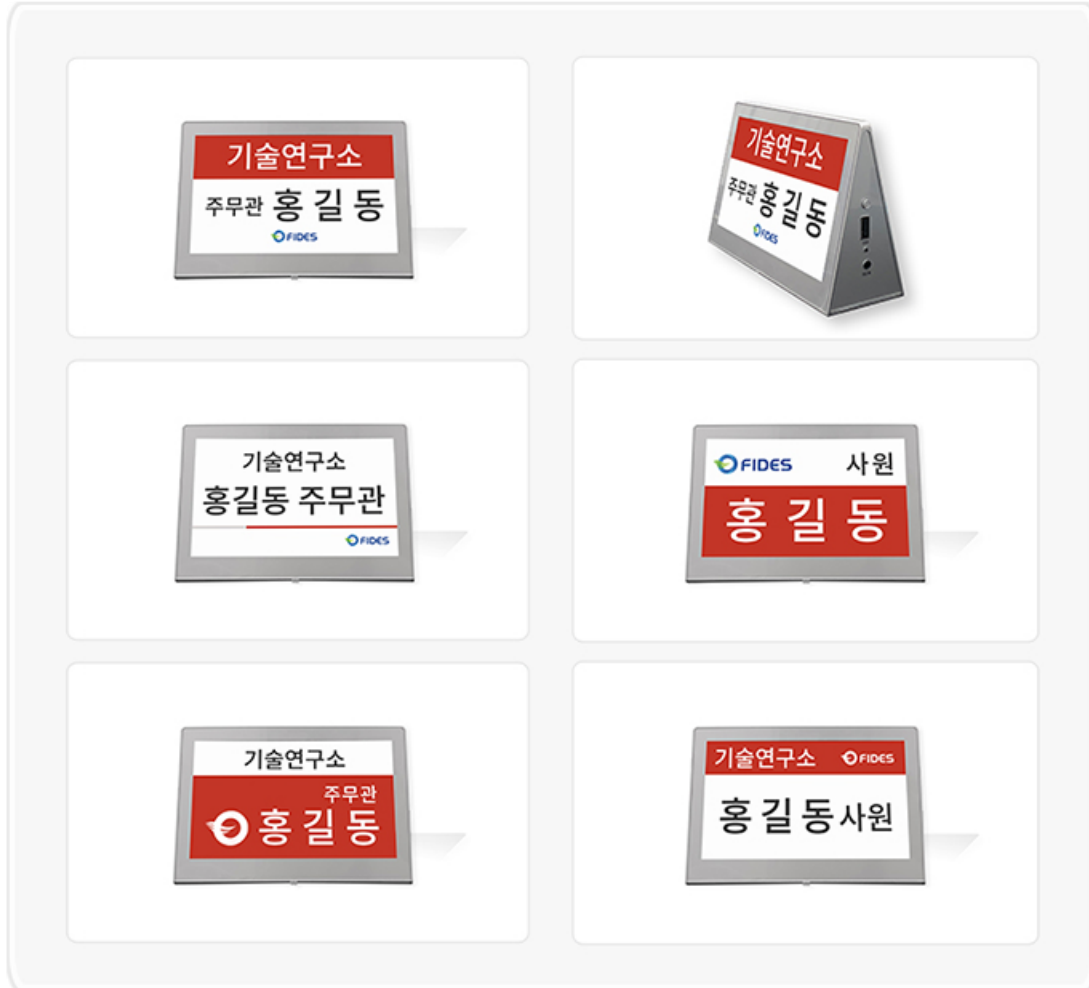 기술연구소
주무관 홍 길 동
FIDES
기술연구소
주무관 홍길동
FIDES
기술연구소
홍길동 주무관
FIDES
FIDES 사원
홍 길 동
기술연구소
주무관
홍 길 동
기술연구소 FIDES
홍 길 동 사원